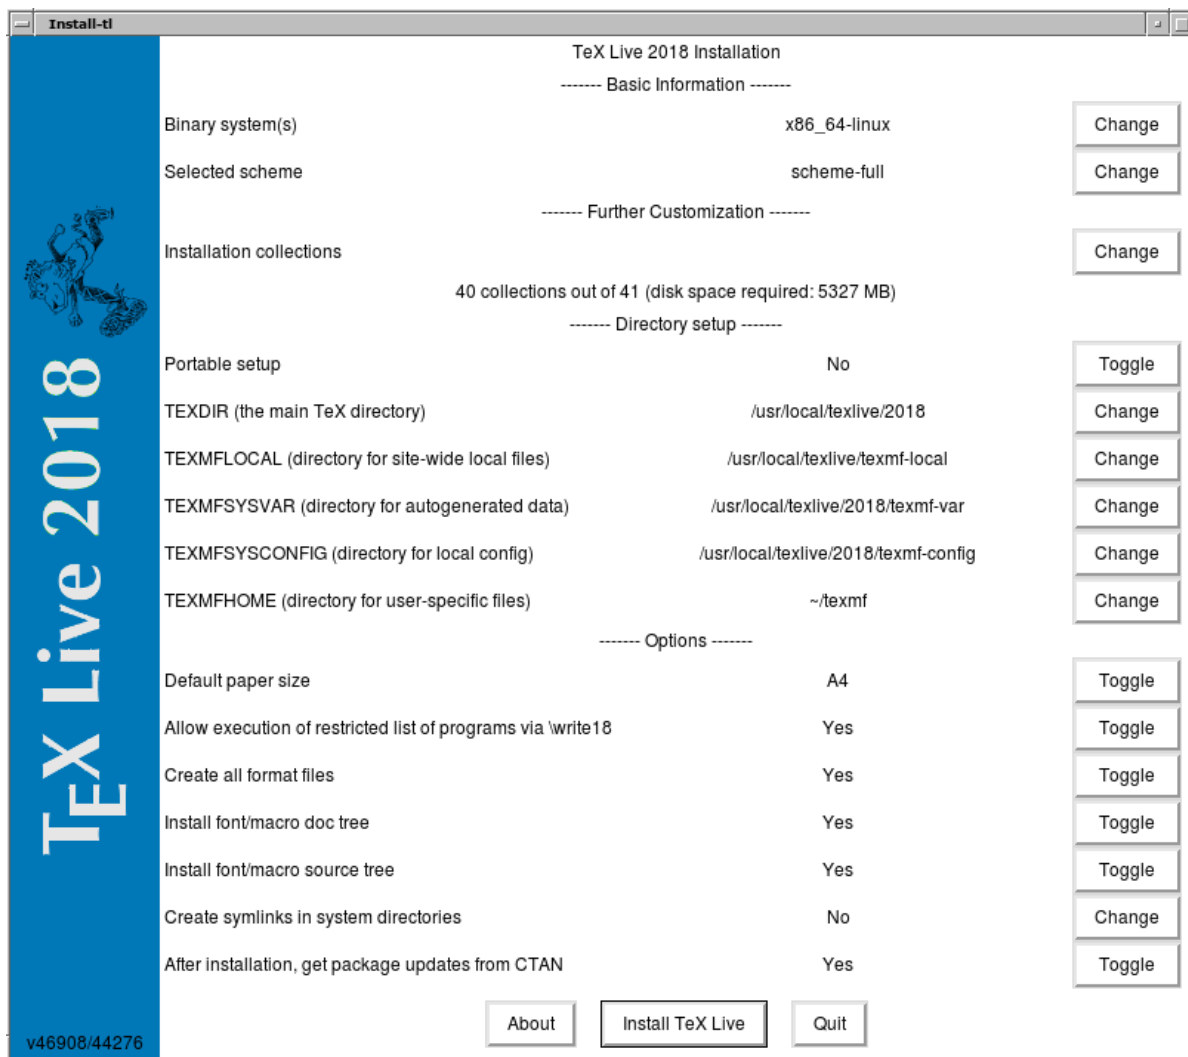 Install-tl
TeX Live 2018 Installation
------- Basic Information -------
Binary system(s) x86_64-linux Change
Selected scheme scheme-full Change
------- Further Customization -------
Installation collections Change
40 collections out of 41 (disk space required: 5327 MB)
------- Directory setup -------
Portable setup No Toggle
TEXDIR (the main TeX directory) /usr/local/texlive/2018 Change
TEXMFLOCAL (directory for site-wide local files) /usr/local/texlive/texmf-local Change
TEXMFSYSVAR (directory for autogenerated data) /usr/local/texlive/2018/texmf-var Change
TEXMFSYSCONFIG (directory for local config) /usr/local/texlive/2018/texmf-config Change
TEXMFHOME (directory for user-specific files) ~/texmf Change
------- Options -------
Default paper size A4 Toggle
Allow execution of restricted list of programs via \write18 Yes Toggle
Create all format files Yes Toggle
Install font/macro doc tree Yes Toggle
Install font/macro source tree Yes Toggle
Create symlinks in system directories No Change
After installation, get package updates from CTAN Yes Toggle
About Install TeX Live Quit
TEX Live 2018
v46908/44276